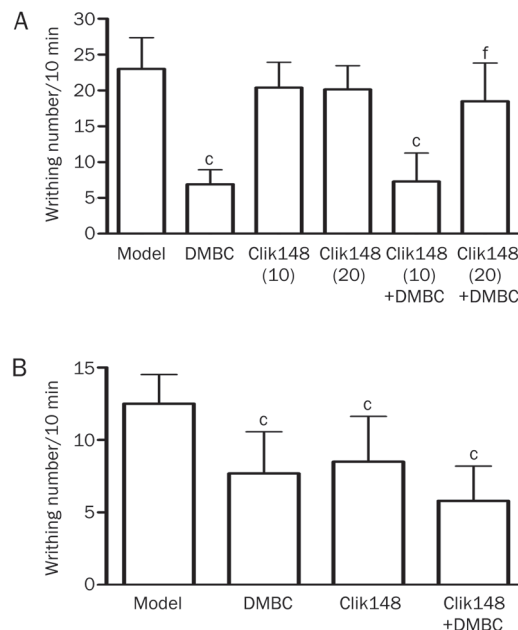 A
Writhing number/10 min
30
25
20
15
10
5
0
c
c
f
Model DMBC Clik148 Clik148 Clik148 Clik148
(10) (20) (10) (20)
+DMBC +DMBC
B
Writhing number/10 min
15
10
5
0
c
c
c
Model DMBC Clik148 Clik148
+DMBC